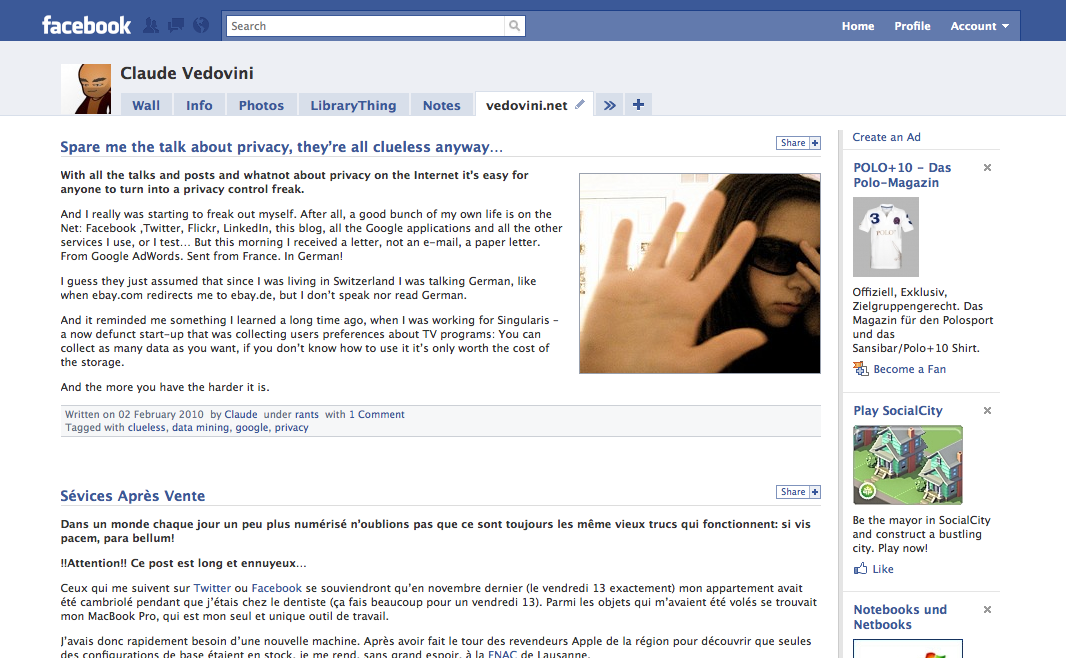 facebook
Search
Home Profile Account
Claude Vedovini
Wall Info Photos LibraryThing Notes vedovini.net
Spare me the talk about privacy, they're all clueless anyway...
Share +
With all the talks and posts and whatnot about privacy on the Internet it's easy for
anyone to turn into a privacy control freak.
And I really was starting to freak out myself. After all, a good bunch of my own life is on the
Net: Facebook ,Twitter, Flickr, LinkedIn, this blog, all the Google applications and all the other
services I use, or I test... But this morning I received a letter, not an e-mail, a paper letter.
From Google AdWords. Sent from France. In German!
I guess they just assumed that since I was living in Switzerland I was talking German, like
when ebay.com redirects me to ebay.de, but I don't speak nor read German.
And it reminded me something I learned a long time ago, when I was working for Singularis –
a now defunct start-up that was collecting users preferences about TV programs: You can
collect as many data as you want, if you don't know how to use it it's only worth the cost of
the storage.
And the more you have the harder it is.
Written on 02 February 2010 by Claude under rants with 1 Comment
Tagged with clueless, data mining, google, privacy
Sévices Après Vente
Share +
Dans un monde chaque jour un peu plus numérisé n'oublions pas que ce sont toujours les même vieux trucs qui fonctionnent: si vis
pacem, para bellum!
!!Attention!! Ce post est long et ennuyeux...
Ceux qui me suivent sur Twitter ou Facebook se souviendront qu'en novembre dernier (le vendredi 13 exactement) mon appartement avait
été cambriolé pendant que j'étais chez le dentiste (ça fais beaucoup pour un vendredi 13). Parmi les objets qui m'avaient été volés se trouvait
mon MacBook Pro, qui est mon seul et unique outil de travail.
J'avais donc rapidement besoin d'une nouvelle machine. Après avoir fait le tour des revendeurs Apple de la région pour découvrir que seules
des configurations de base étaient en stock, je me rend, sans grand espoir, à la FNAC de Lausanne.
Create an Ad
POLO+10 – Das
Polo-Magazin
3
POLO
Offiziell, Exklusiv,
Zielgruppengerecht. Das
Magazin für den Polosport
und das
Sansibar/Polo+10 Shirt.
Become a Fan
Play SocialCity
Be the mayor in SocialCity
and construct a bustling
city. Play now!
Like
Notebooks und
Netbooks